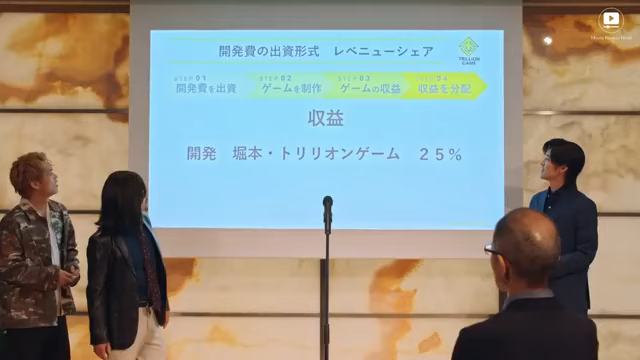 開発費の出資形式　レベニューシェア
TRILLION GAME
STEP 01
開発費を出資
STEP 02
ゲームを制作
STEP 03
ゲームの収益
STEP 04
収益を分配
収益
開発　堀本・トリリオンゲーム　２５％